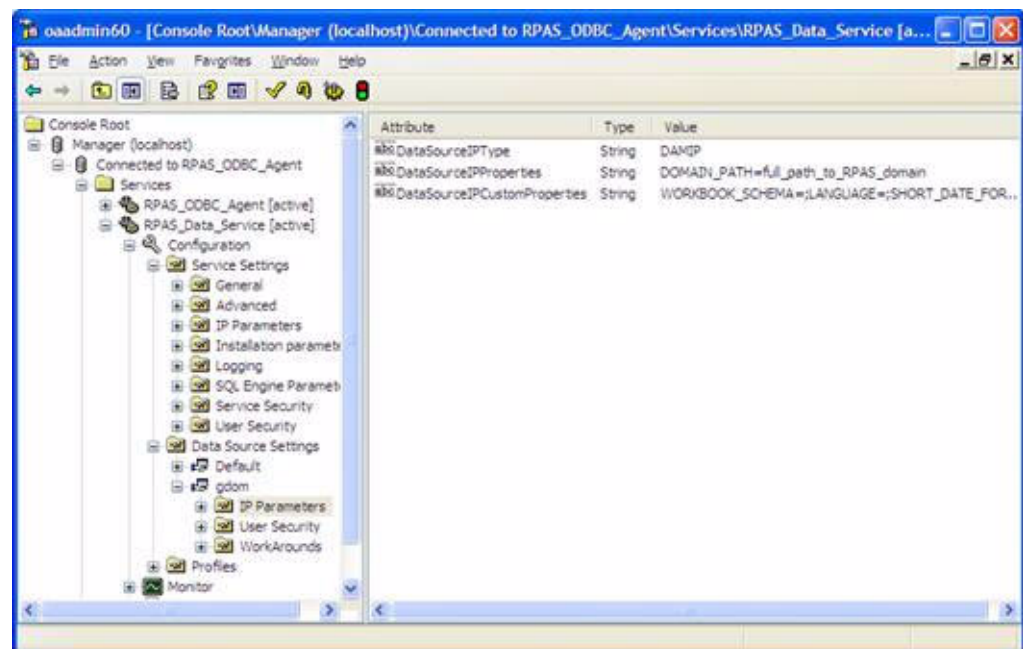 oaadmin60 - [Console Root\Manager (localhost)\Connected to RPAS_ODBC_Agent\Services\RPAS_Data_Service [a...
File Action View Favorites Window Help
Console Root
Manager (localhost)
Connected to RPAS_ODBC_Agent
Services
RPAS_ODBC_Agent [active]
RPAS_Data_Service [active]
Configuration
Service Settings
General
Advanced
IP Parameters
Installation paramete
Logging
SQL Engine Paramet
Service Security
User Security
Data Source Settings
Default
gdom
IP Parameters
User Security
WorkArounds
Profiles
Monitor
Attribute Type Value
DataSourceIPType String DAMIP
DataSourceIPProperties String DOMAIN_PATH=full_path_to_RPAS_domain
DataSourceIPCustomProperties String WORKBOOK_SCHEMA=;LANGUAGE=;SHORT_DATE_FOR...